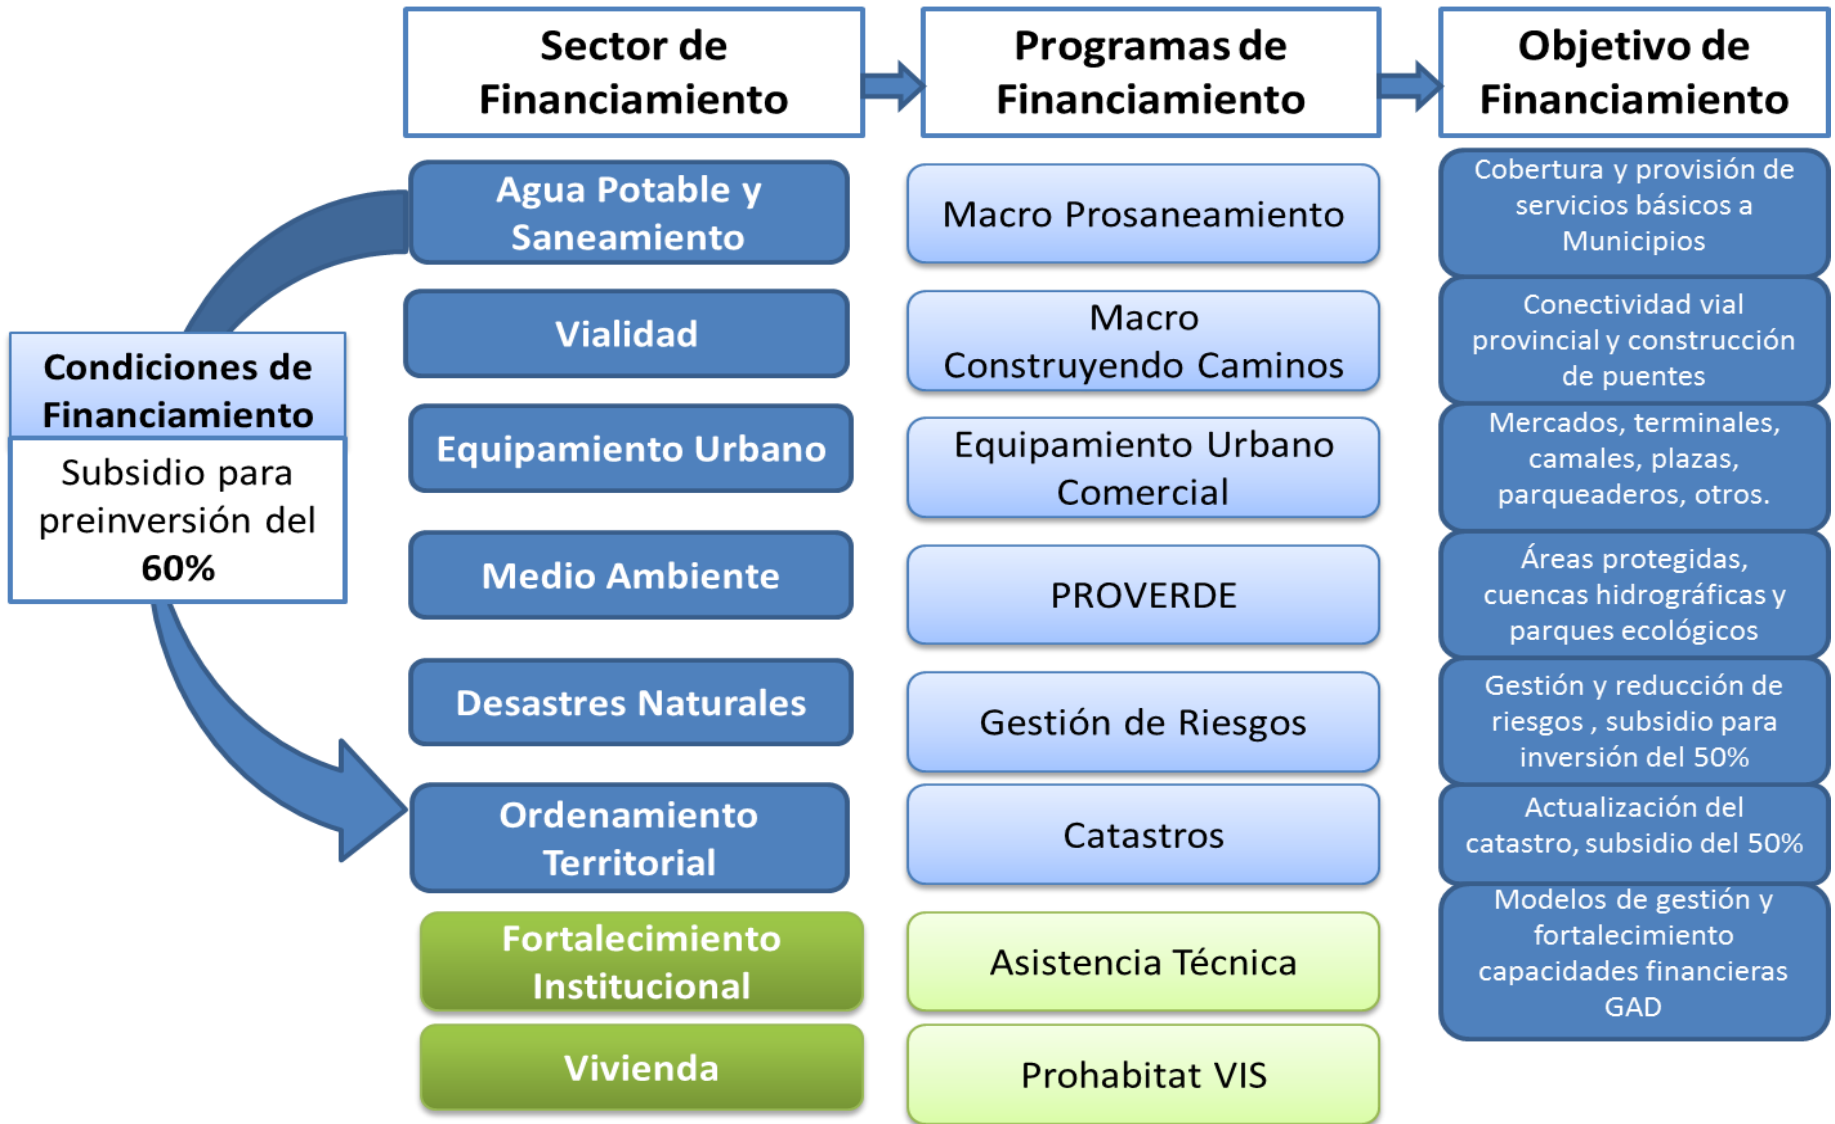 Sector de
Financiamiento
Programas de
Financiamiento
Objetivo de
Financiamiento
Condiciones de
Financiamiento
Subsidio para
preinversión del
60%
Agua Potable y
Saneamiento
Macro Prosaneamiento
Cobertura y provisión de
servicios básicos a
Municipios
Vialidad
Macro
Construyendo Caminos
Conectividad vial
provincial y construcción
de puentes
Equipamiento Urbano
Equipamiento Urbano
Comercial
Mercados, terminales,
camales, plazas,
parqueaderos, otros.
Medio Ambiente
PROVERDE
Áreas protegidas,
cuencas hidrográficas y
parques ecológicos
Desastres Naturales
Gestión de Riesgos
Gestión y reducción de
riesgos , subsidio para
inversión del 50%
Ordenamiento
Territorial
Catastros
Actualización del
catastro, subsidio del 50%
Fortalecimiento
Institucional
Asistencia Técnica
Modelos de gestión y
fortalecimiento
capacidades financieras
GAD
Vivienda
Prohabitat VIS